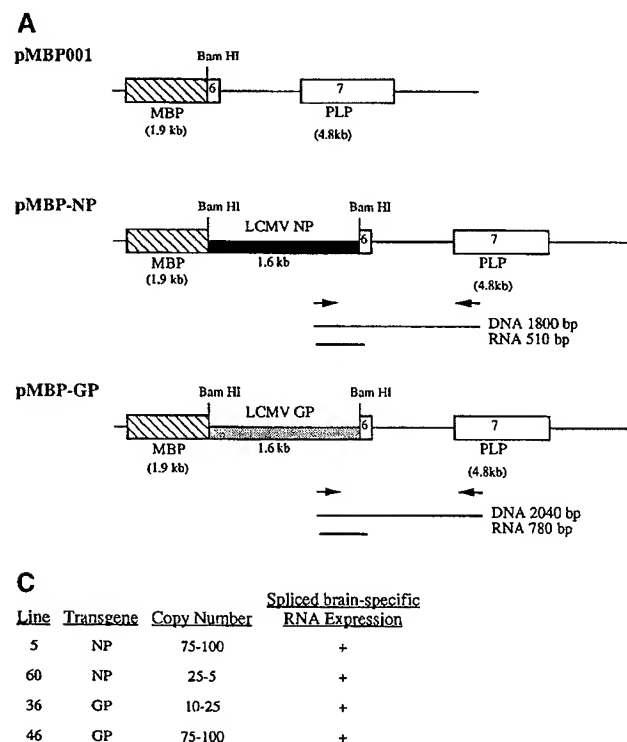 A
pMBP001
Bam HI
6
7
MBP
PLP
(1.9 kb)
(4.8kb)
pMBP-NP
Bam HI
Bam HI
LCMV NP
6
7
MBP
1.6 kb
PLP
(1.9 kb)
(4.8kb)
DNA 1800 bp
RNA 510 bp
pMBP-GP
Bam HI
Bam HI
LCMV GP
6
7
MBP
1.6 kb
PLP
(1.9 kb)
(4.8kb)
DNA 2040 bp
RNA 780 bp
C
Spliced brain-specific
Line Transgene Copy Number RNA Expression
5 NP 75-100 +
60 NP 25-5 +
36 GP 10-25 +
46 GP 75-100 +